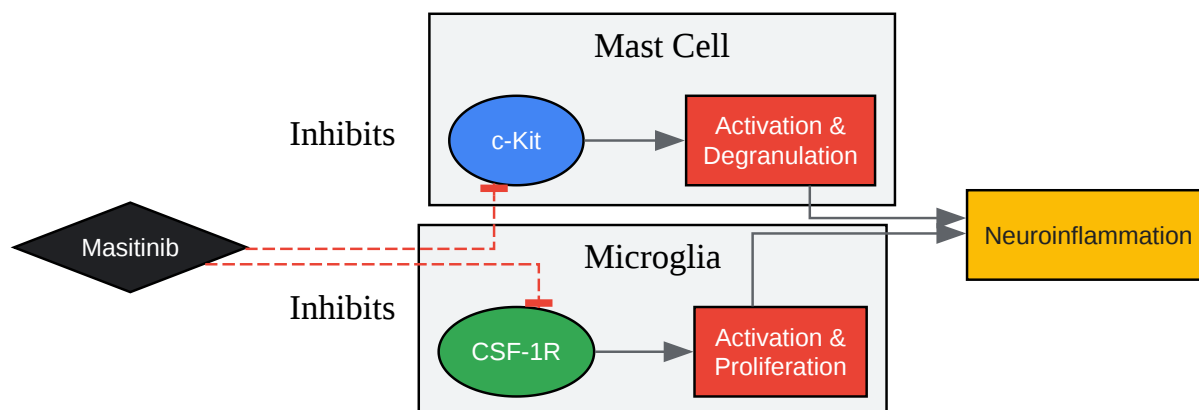 Mast Cell
Inhibits
c-Kit
Activation &
Degranulation
Masitinib
Neuroinflammation
Microglia
Inhibits
CSF-1R
Activation &
Proliferation